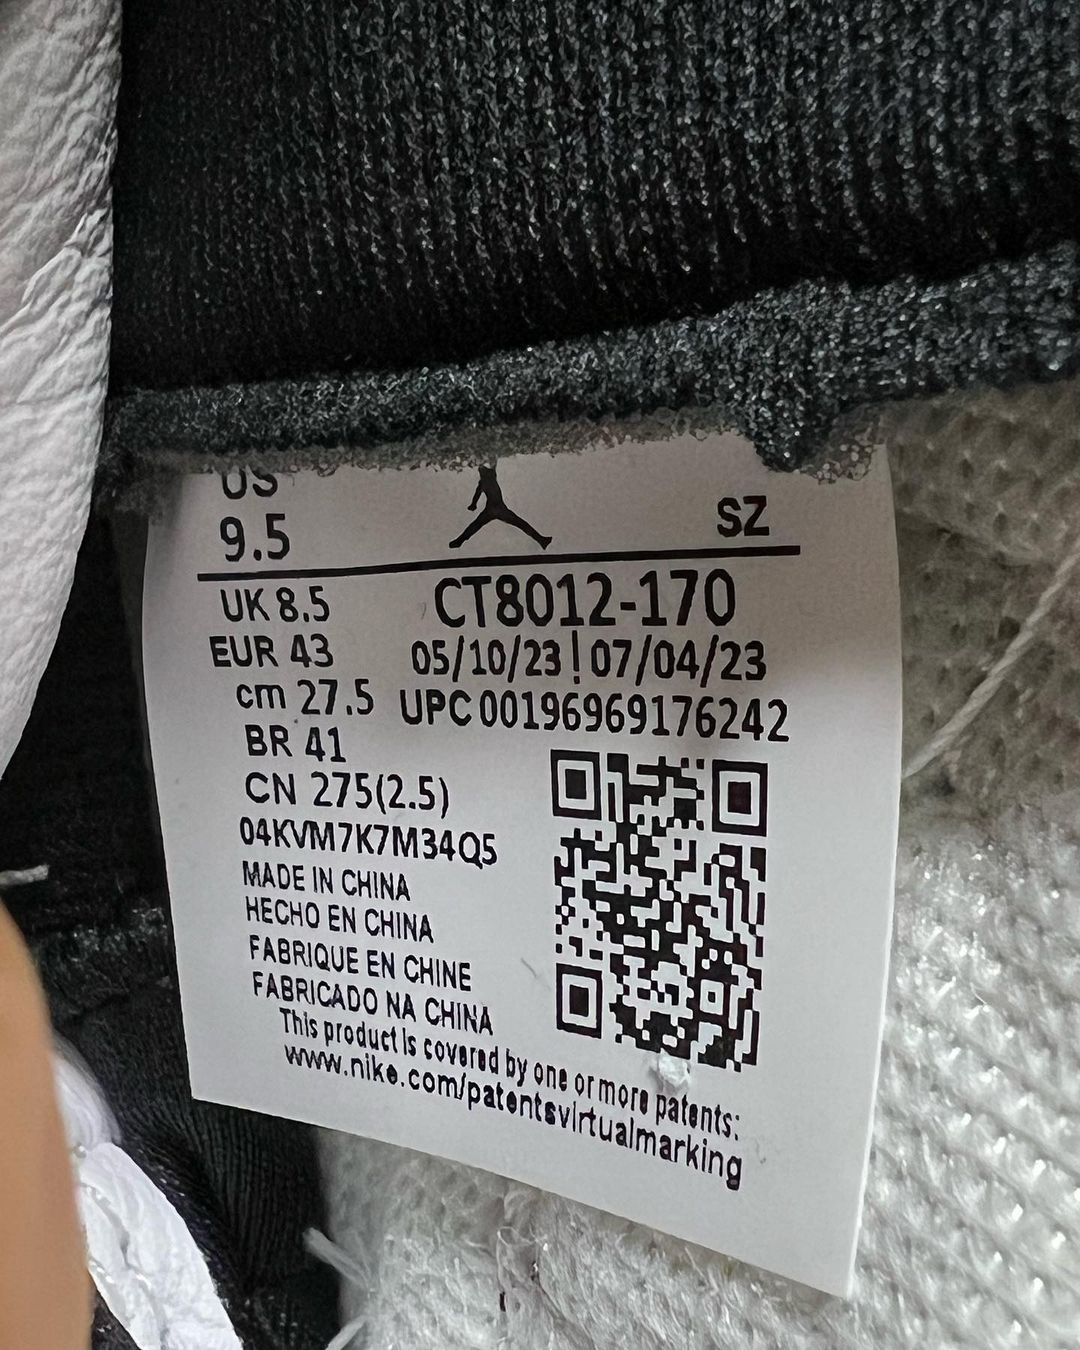 US
9.5
SZ
UK 8.5
CT8012-170
EUR 43
05/10/23 | 07/04/23
cm 27.5
UPC 00196969176242
BR 41
CN 275(2.5)
04KVM7K7M34Q5
MADE IN CHINA
HECHO EN CHINA
FABRIQUE EN CHINE
FABRICADO NA CHINA
This product is covered by one or more patents:
www.nike.com/patentsvirtualmarking